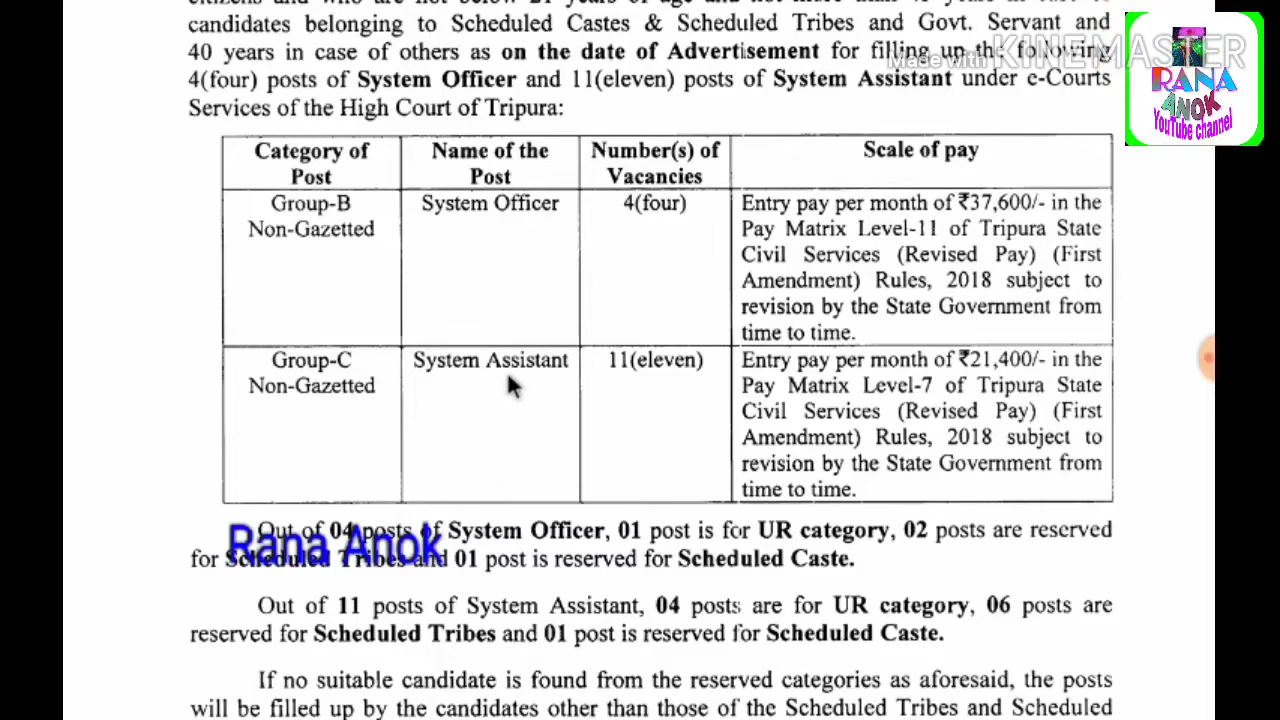 candidates belonging to Scheduled Castes & Scheduled Tribes and Govt. Servant and
40 years in case of others as on the date of Advertisement for filling up the following
4(four) posts of System Officer and 11(eleven) posts of System Assistant under e-Courts
Services of the High Court of Tripura:
Made with KINEMASTER
RANA
ANOK
YouTube channel
Category of Post
Name of the Post
Number(s) of Vacancies
Scale of pay
Group-B
Non-Gazetted
System Officer
4(four)
Entry pay per month of ₹37,600/- in the
Pay Matrix Level-11 of Tripura State
Civil Services (Revised Pay) (First
Amendment) Rules, 2018 subject to
revision by the State Government from
time to time.
Group-C
Non-Gazetted
System Assistant
11(eleven)
Entry pay per month of ₹21,400/- in the
Pay Matrix Level-7 of Tripura State
Civil Services (Revised Pay) (First
Amendment) Rules, 2018 subject to
revision by the State Government from
time to time.
Out of 04 posts of System Officer, 01 post is for UR category, 02 posts are reserved
for Scheduled Tribes and 01 post is reserved for Scheduled Caste.
Rana Anok
Out of 11 posts of System Assistant, 04 posts are for UR category, 06 posts are
reserved for Scheduled Tribes and 01 post is reserved for Scheduled Caste.
If no suitable candidate is found from the reserved categories as aforesaid, the posts
will be filled up by the candidates other than those of the Scheduled Tribes and Scheduled